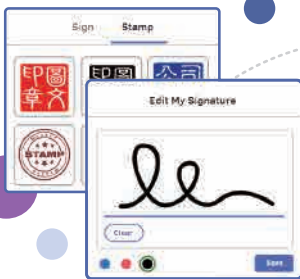 Sign Stamp
印圖
章文
印圖
公司
STAMP
Edit My Signature
Clear
Save